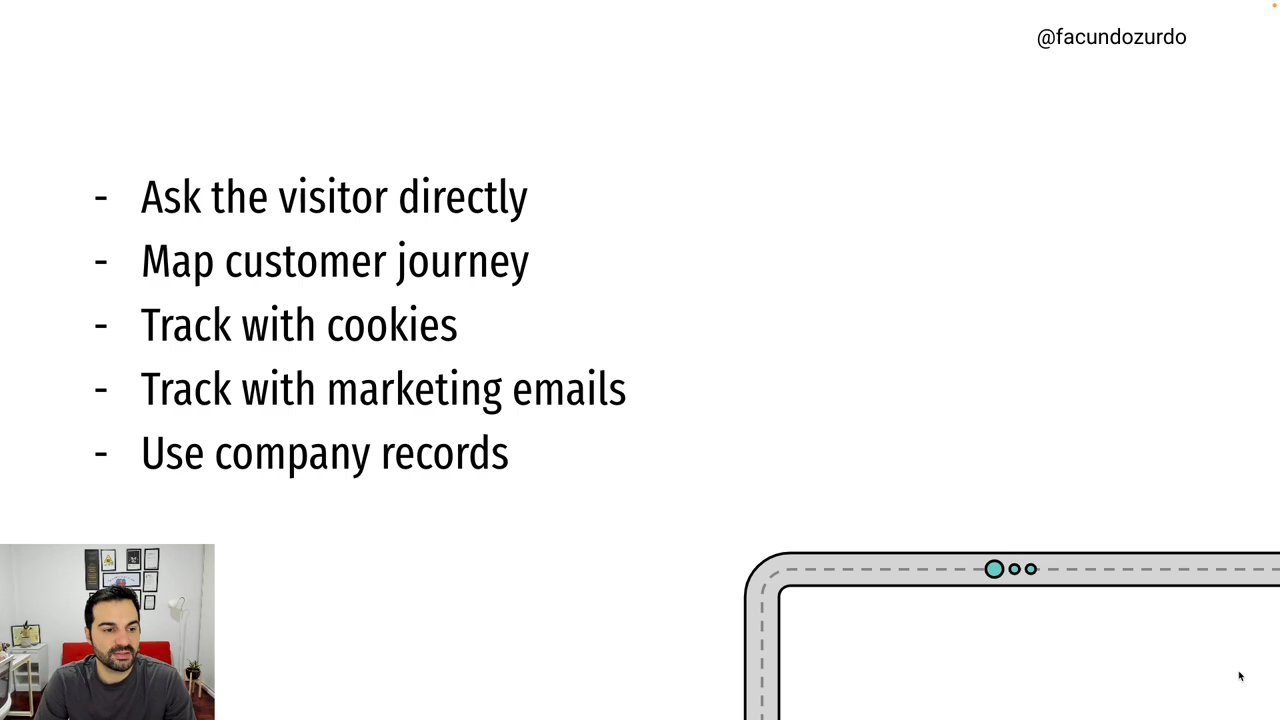 @facundozurdo
- Ask the visitor directly
- Map customer journey
- Track with cookies
- Track with marketing emails
- Use company records